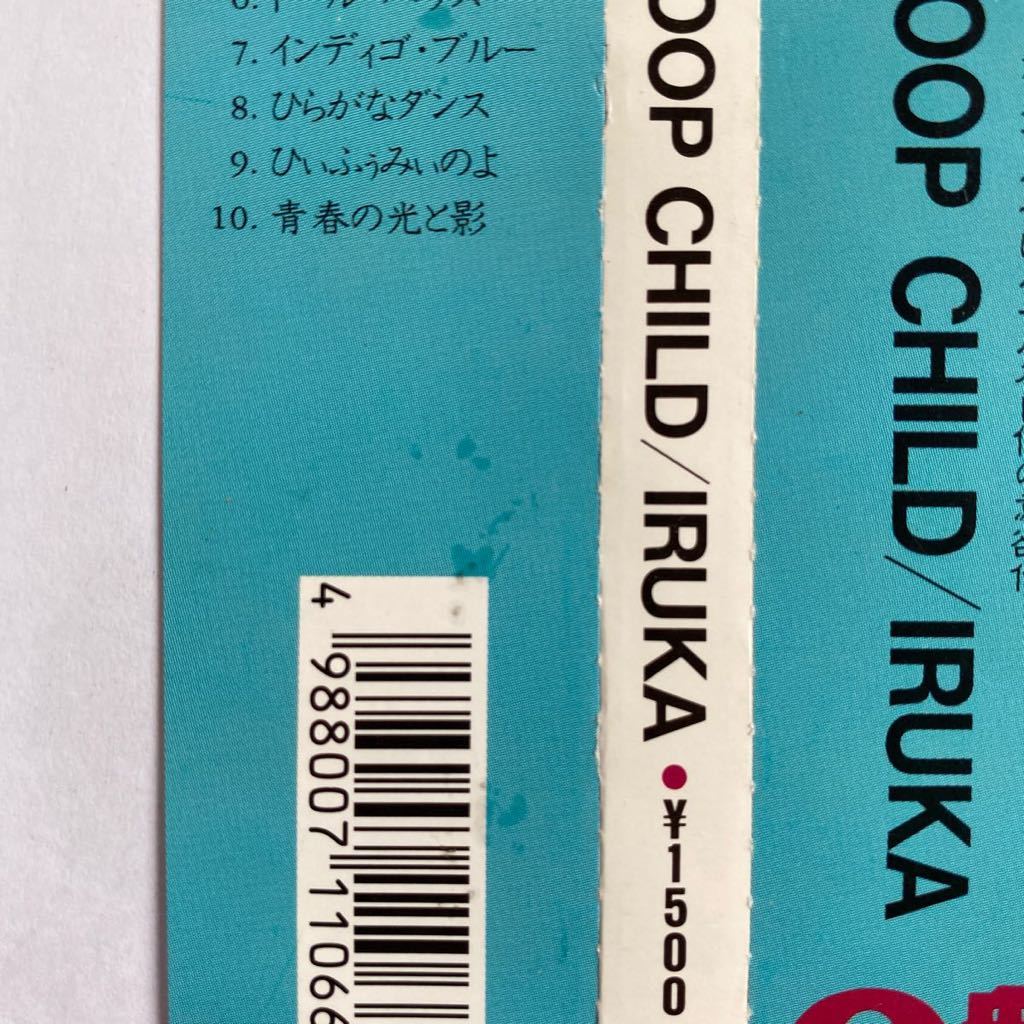 7. インディゴ・ブルー
8. ひらがなダンス
9. ひぃふぅみぃのよ
10. 青春の光と影
4 988007 11066
OOP CHILD/IRUKA ●¥1500
OOP CHILD/IRUKA